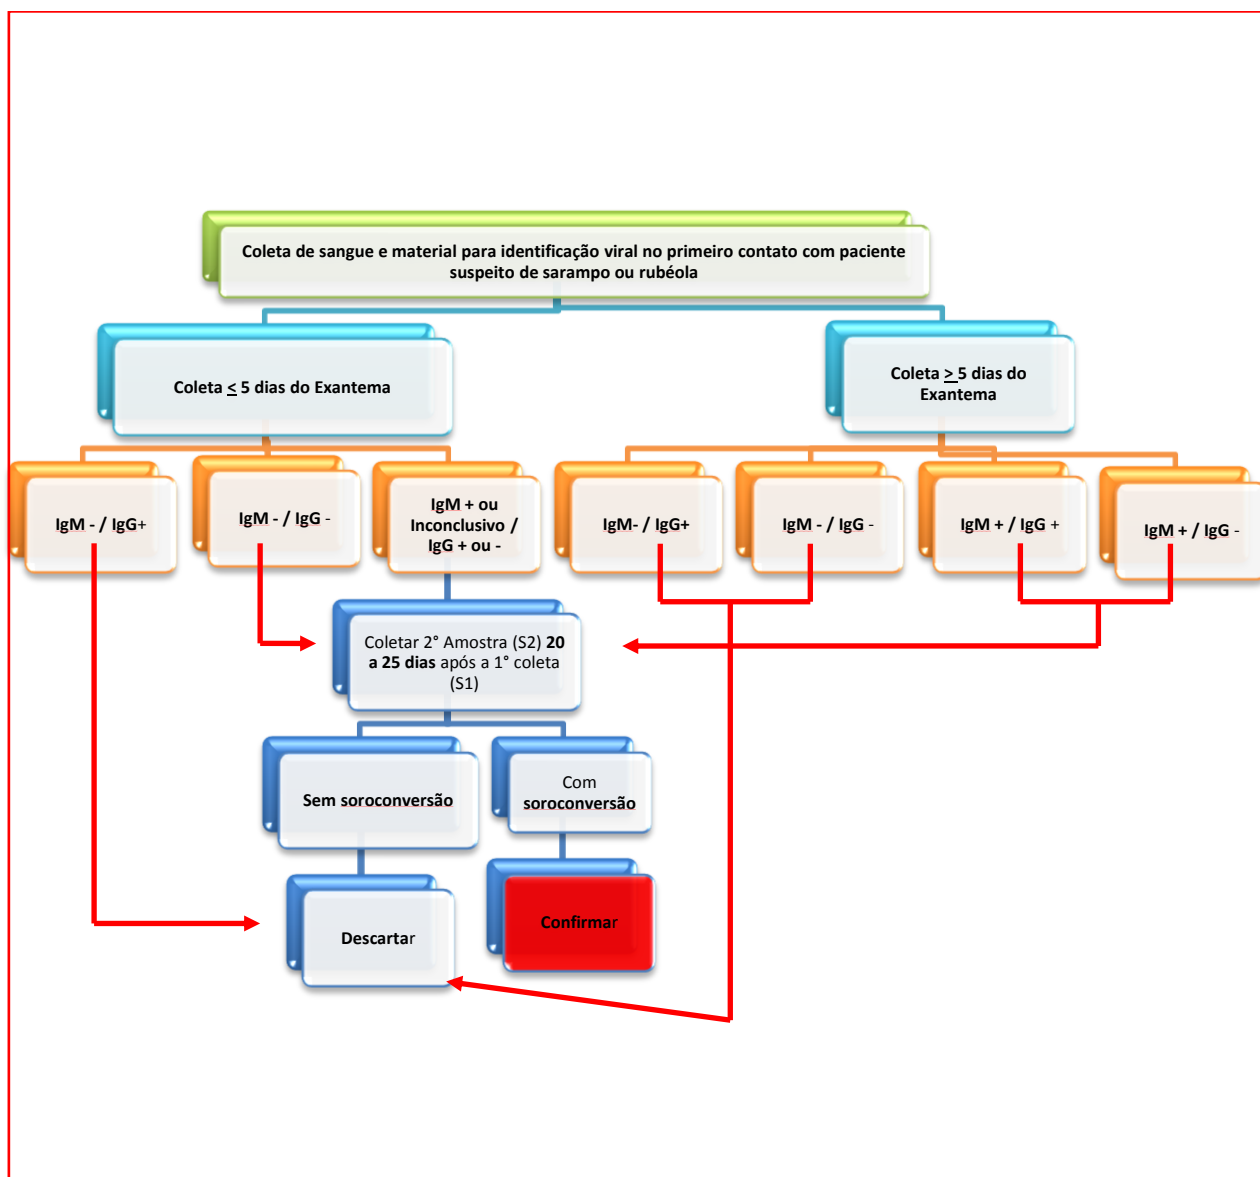 Coleta de sangue e material para identificação viral no primeiro contato com paciente
suspeito de sarampo ou rubéola
Coleta < 5 dias do Exantema
Coleta > 5 dias do
Exantema
IgM - / IgG+
IgM - / IgG -
IgM + ou
Inconclusivo /
IgG + ou -
IgM- / IgG+
IgM - / IgG -
IgM + / IgG +
IgM + / IgG -
Coletar 2° Amostra (S2) 20
a 25 dias após a 1° coleta
(S1)
Sem soroconversão
Com
soroconversão
Descartar
Confirmar